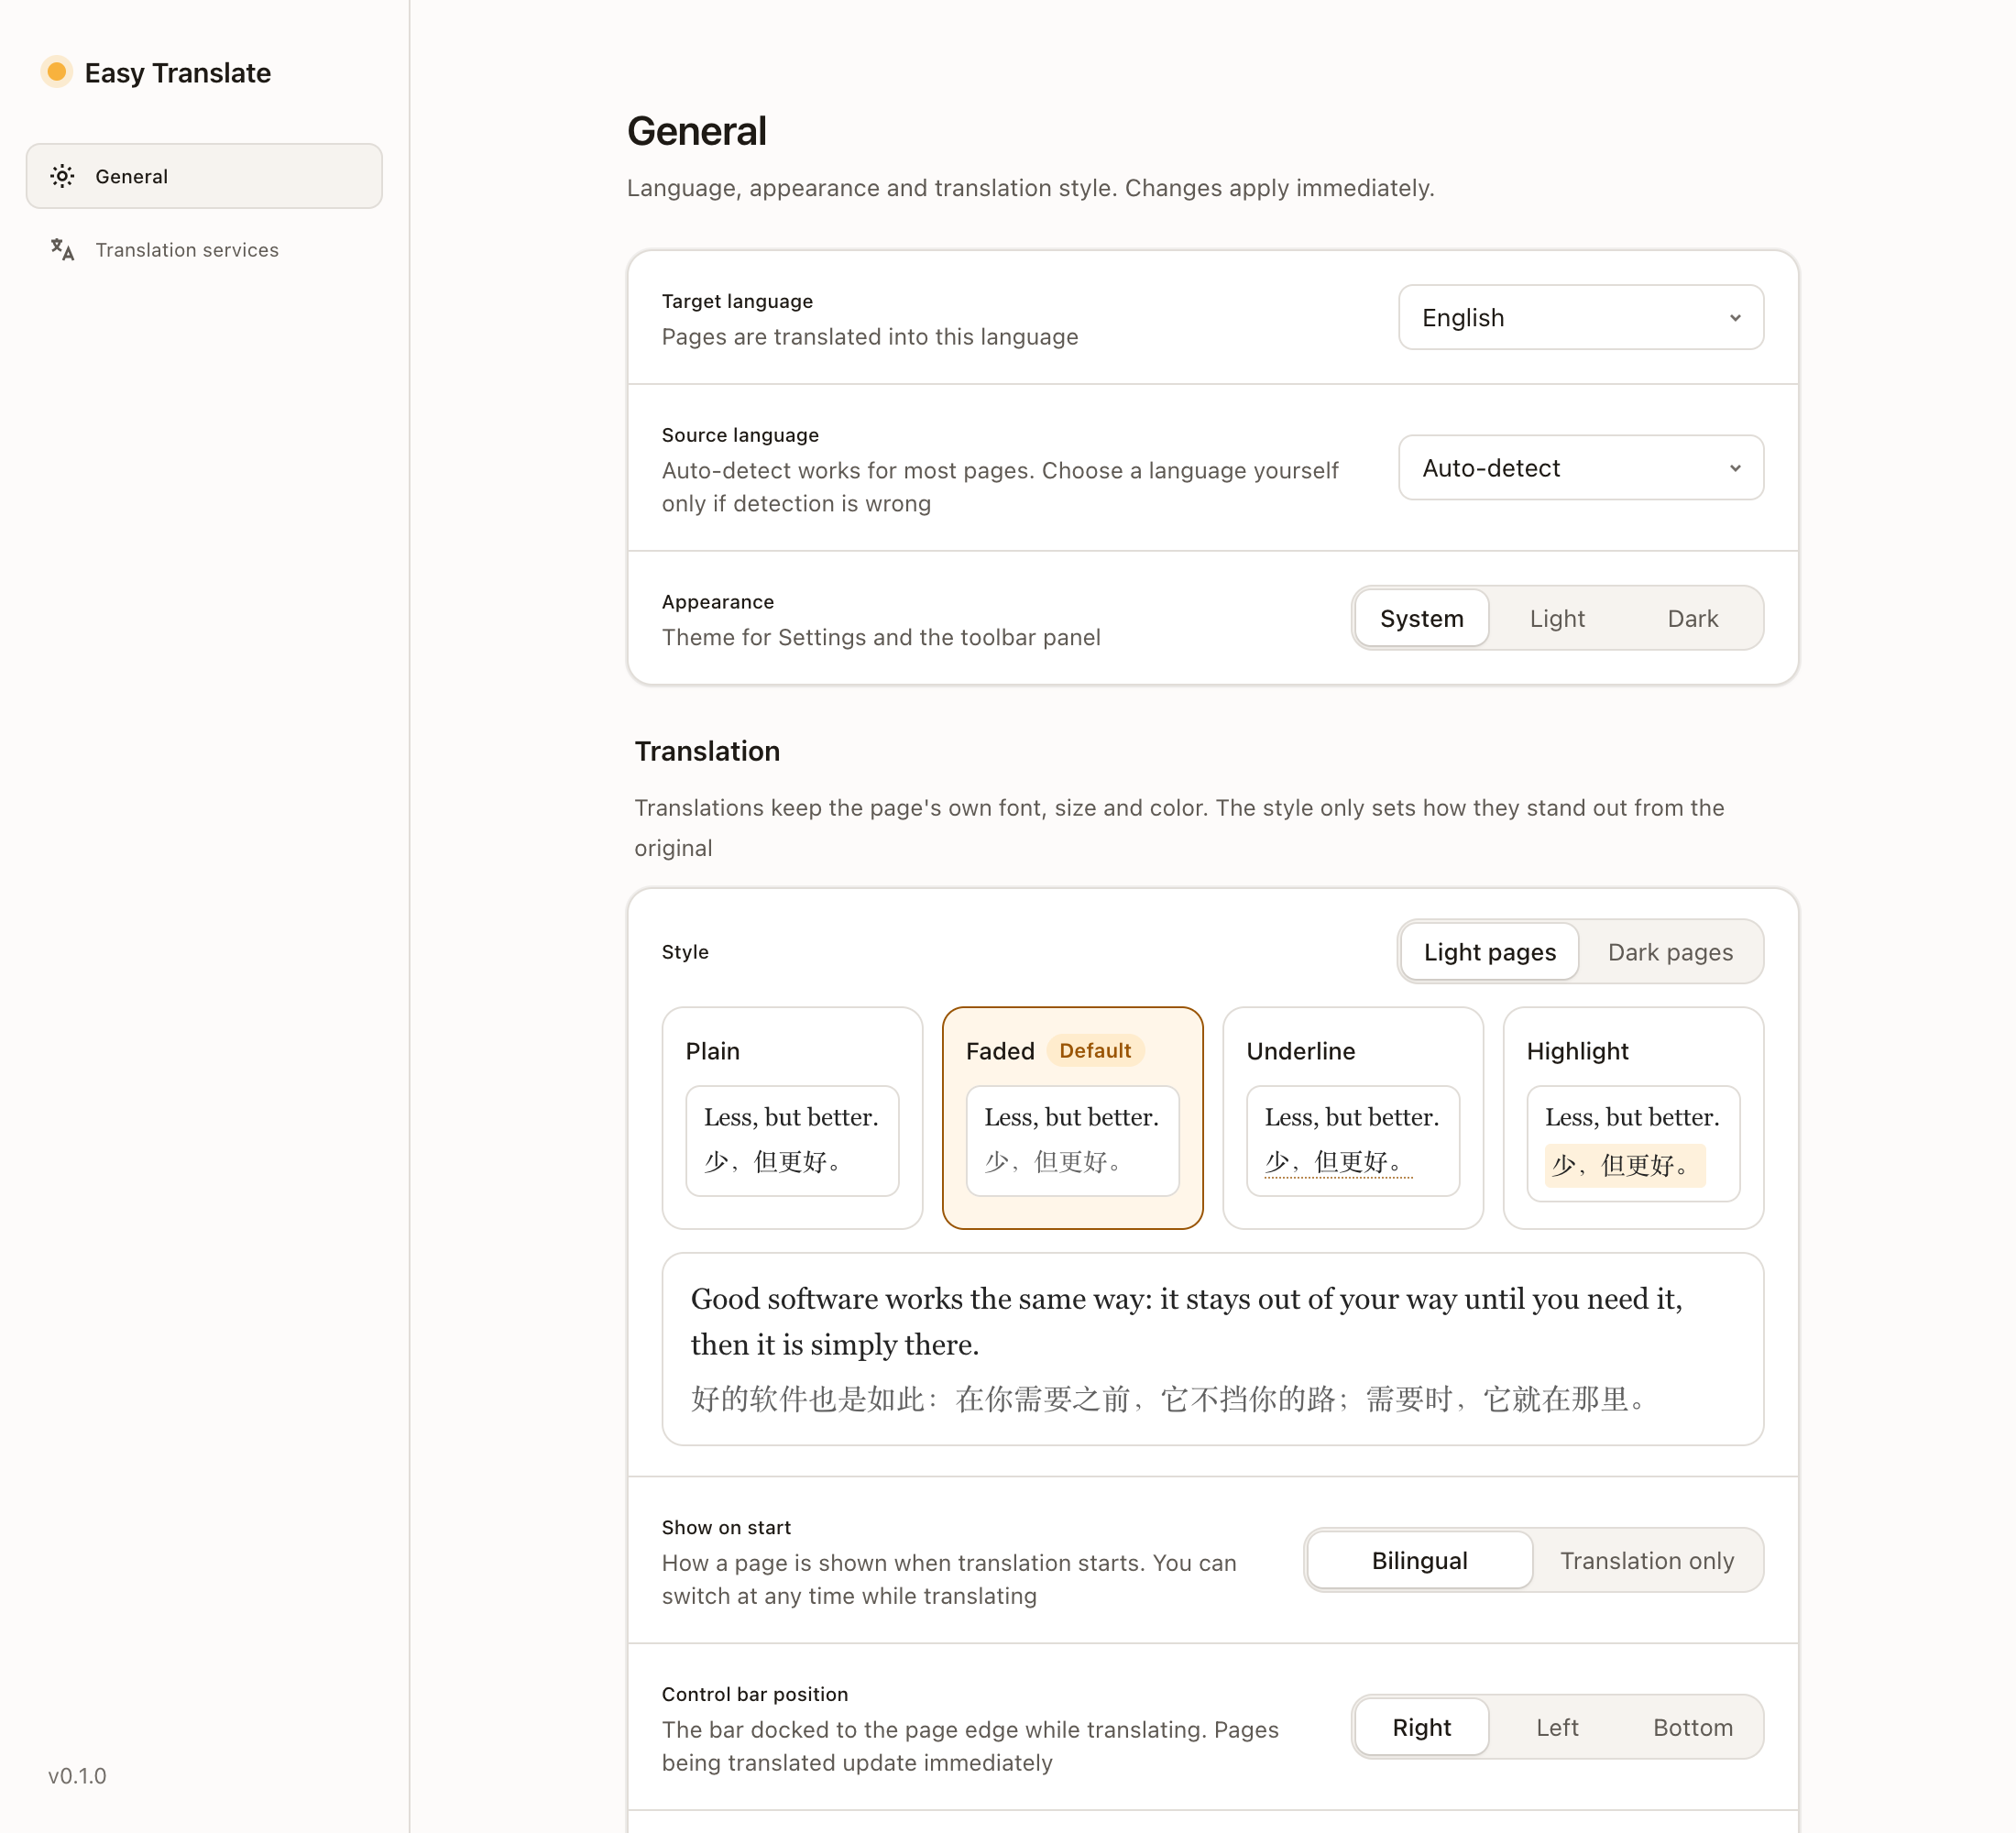 Easy Translate
General
Translation services
v0.1.0
General
Language, appearance and translation style. Changes apply immediately.
Target language
Pages are translated into this language
English
Source language
Auto-detect works for most pages. Choose a language yourself
only if detection is wrong
Auto-detect
Appearance
Theme for Settings and the toolbar panel
System Light Dark
Translation
Translations keep the page's own font, size and color. The style only sets how they stand out from the
original
Style
Light pages Dark pages
Plain
Less, but better.
少，但更好。
Faded Default
Less, but better.
少，但更好。
Underline
Less, but better.
少，但更好。
Highlight
Less, but better.
少，但更好。
Good software works the same way: it stays out of your way until you need it,
then it is simply there.
好的软件也是如此：在你需要之前，它不挡你的路；需要时，它就在那里。
Show on start
How a page is shown when translation starts. You can
switch at any time while translating
Bilingual Translation only
Control bar position
The bar docked to the page edge while translating. Pages
being translated update immediately
Right Left Bottom